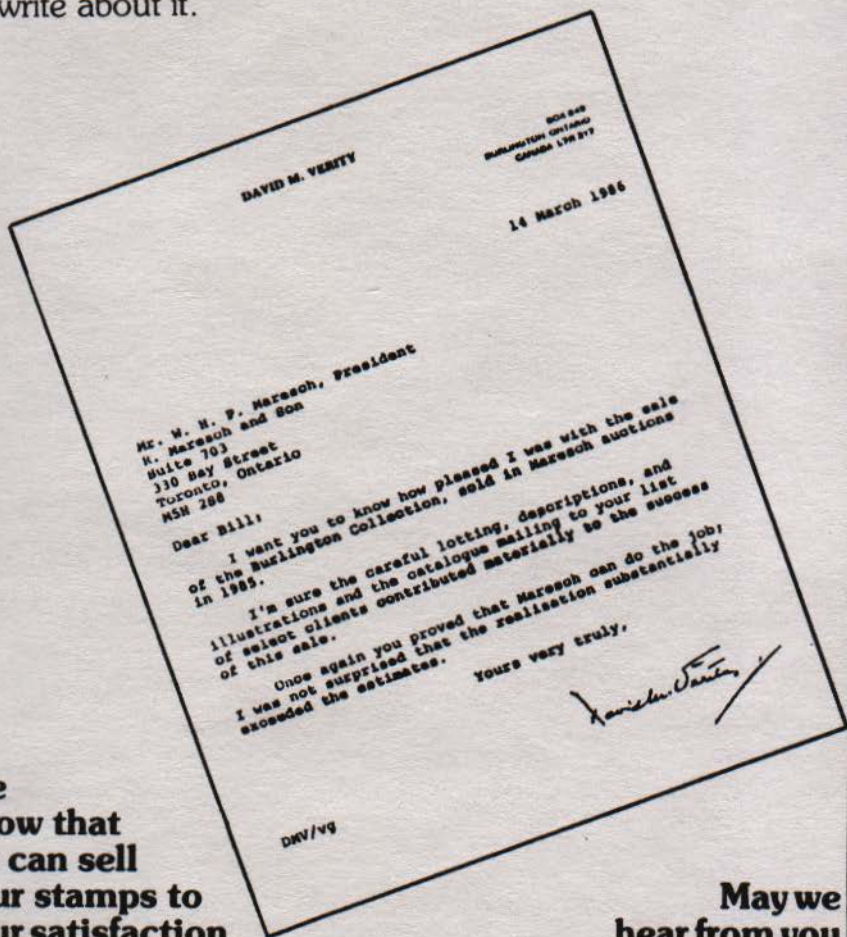 write about it.
DAVID M. VERITY
BOX 849
BURLINGTON ONTARIO
CANADA L7R 3Y7
14 March 1986
Mr. W. H. P. Maresch, President
R. Maresch and Son
Suite 703
330 Bay Street
Toronto, Ontario
M5H 2S8
Dear Bill,
I want you to know how pleased I was with the sale
of the Burlington Collection, sold in Maresch auctions
in 1985.
I'm sure the careful lotting, descriptions, and
illustrations and the catalogue mailing to your list
of select clients contributed materially to the success
of this sale.
Once again you proved that Maresch can do the job;
I was not surprised that the realisation substantially
exceeded the estimates.
Yours very truly,
David M. Verity
DMV/vg
ow that
can sell
ur stamps to
ur satisfaction
May we
hear from you